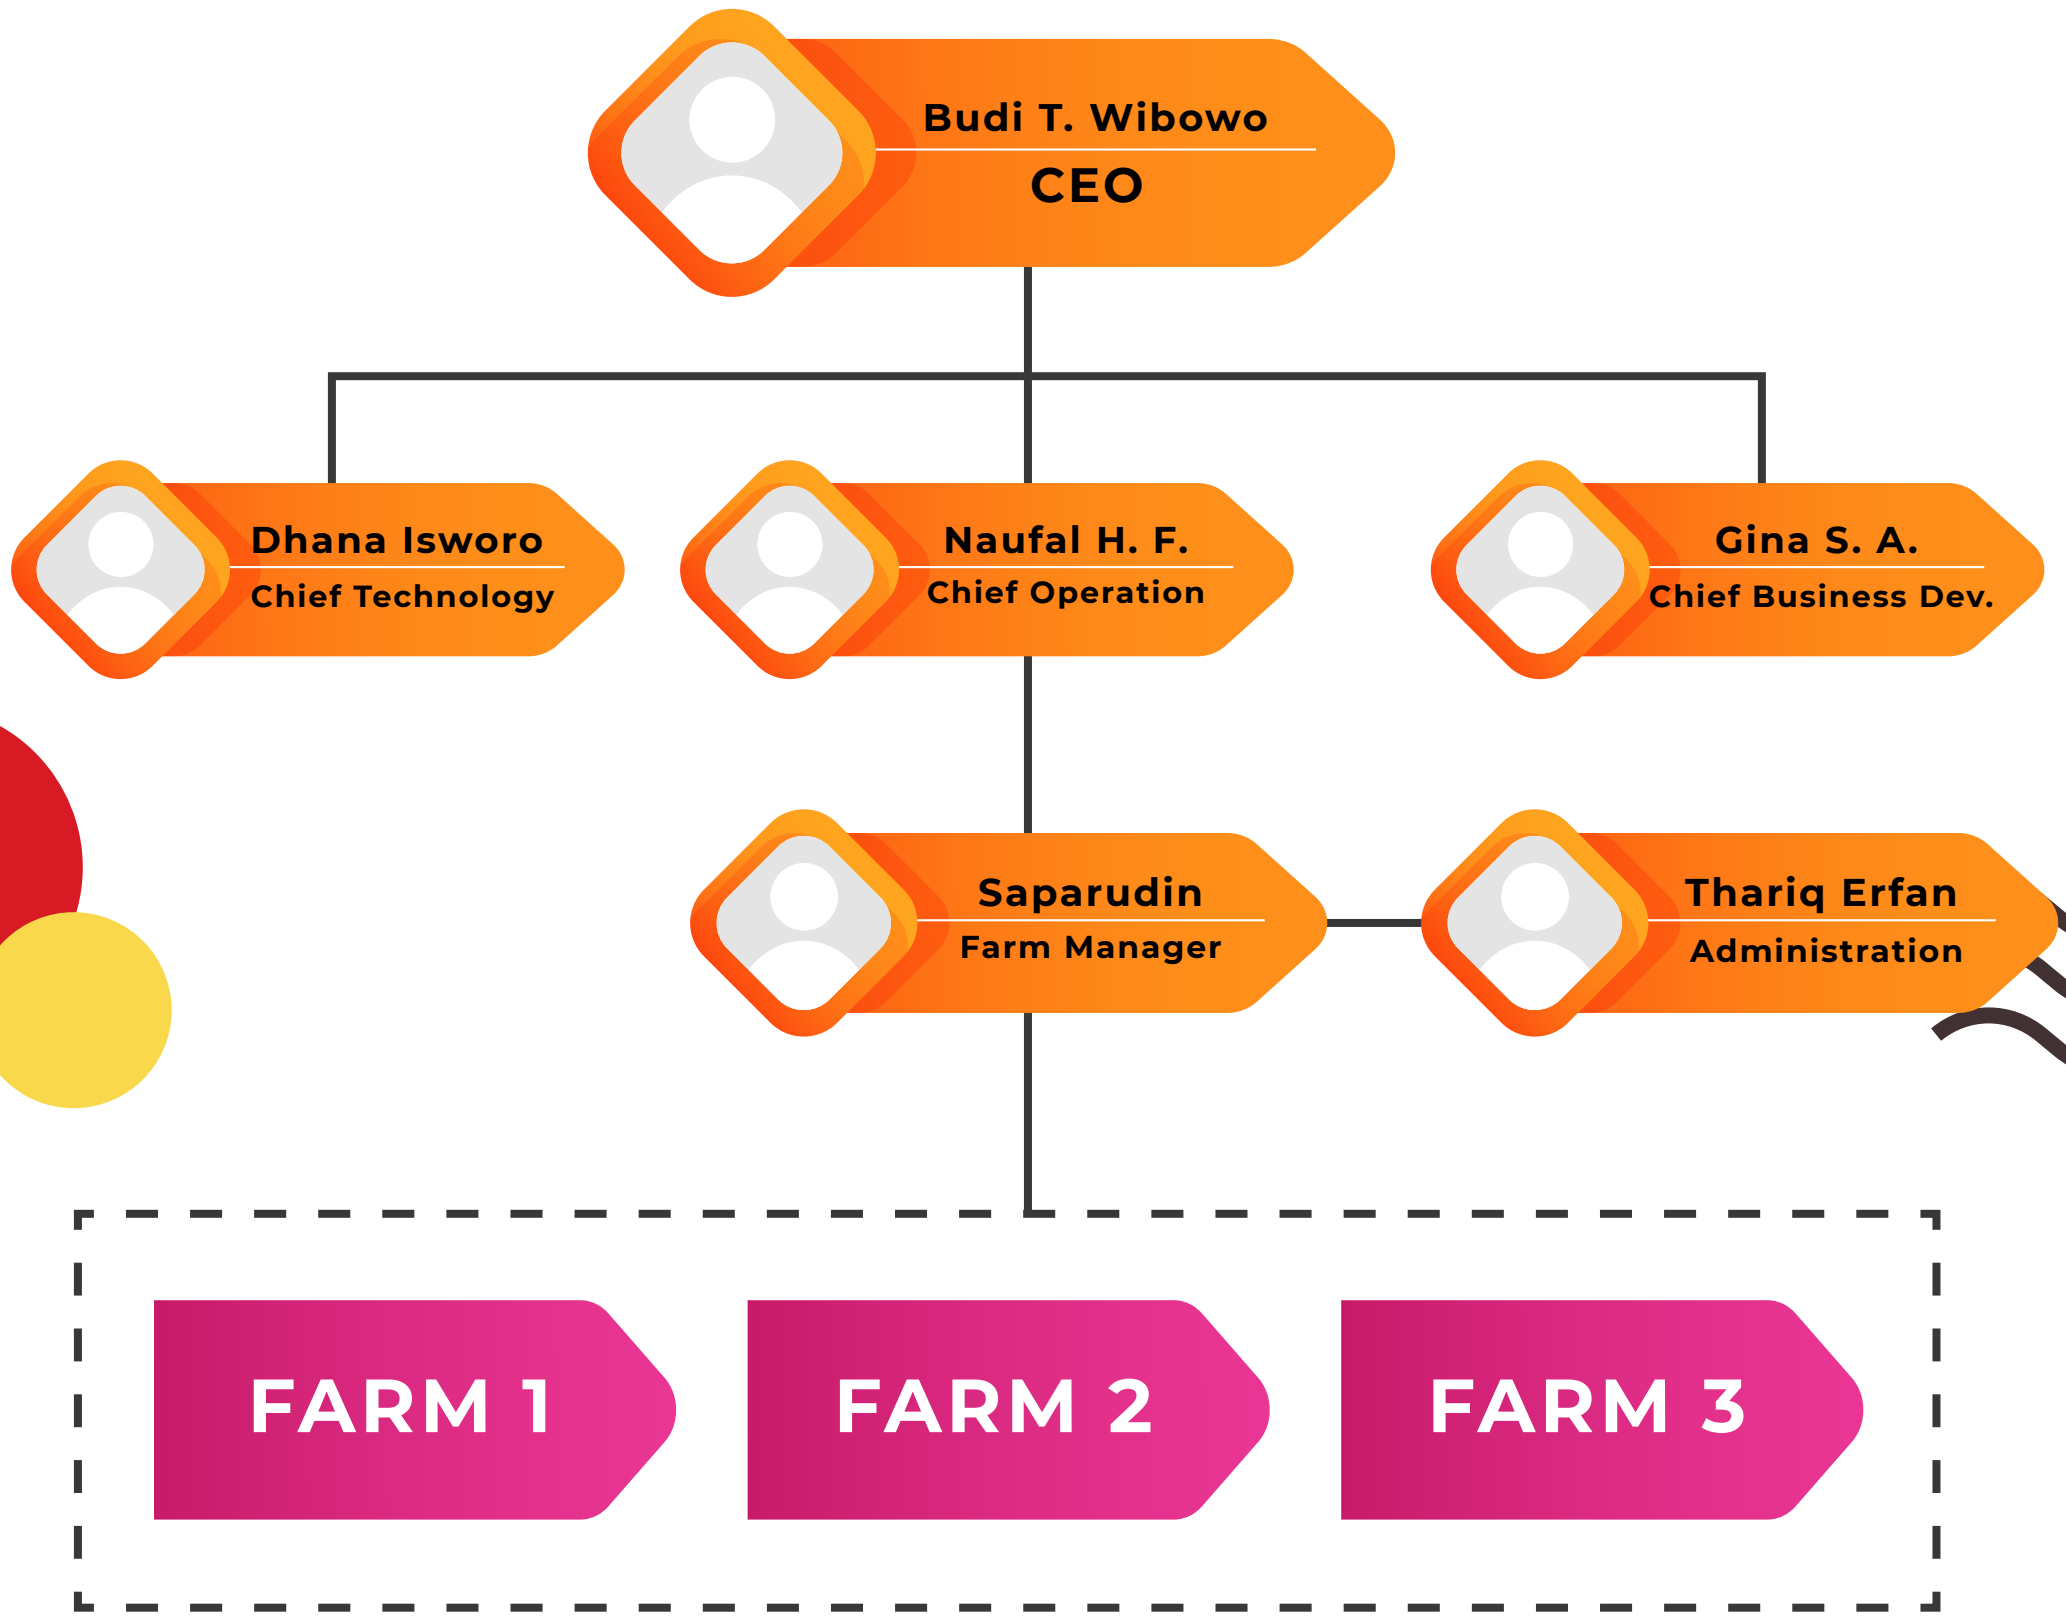 Budi T. Wibowo
CEO
Dhana Isworo
Chief Technology
Naufal H. F.
Chief Operation
Gina S. A.
Chief Business Dev.
Saparudin
Farm Manager
Thariq Erfan
Administration
FARM 1
FARM 2
FARM 3